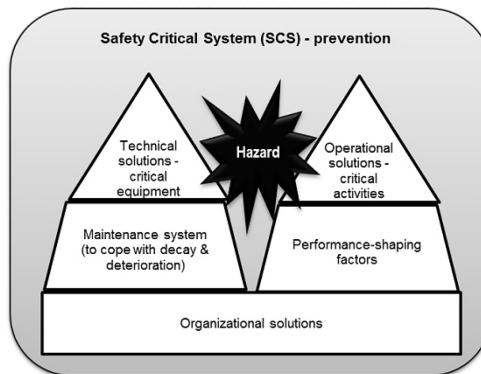 Safety Critical System (SCS) - prevention
Technical
solutions -
critical
equipment
Hazard
Operational
solutions -
critical
activities
Maintenance system
(to cope with decay &
deterioration)
Performance-shaping
factors
Organizational solutions